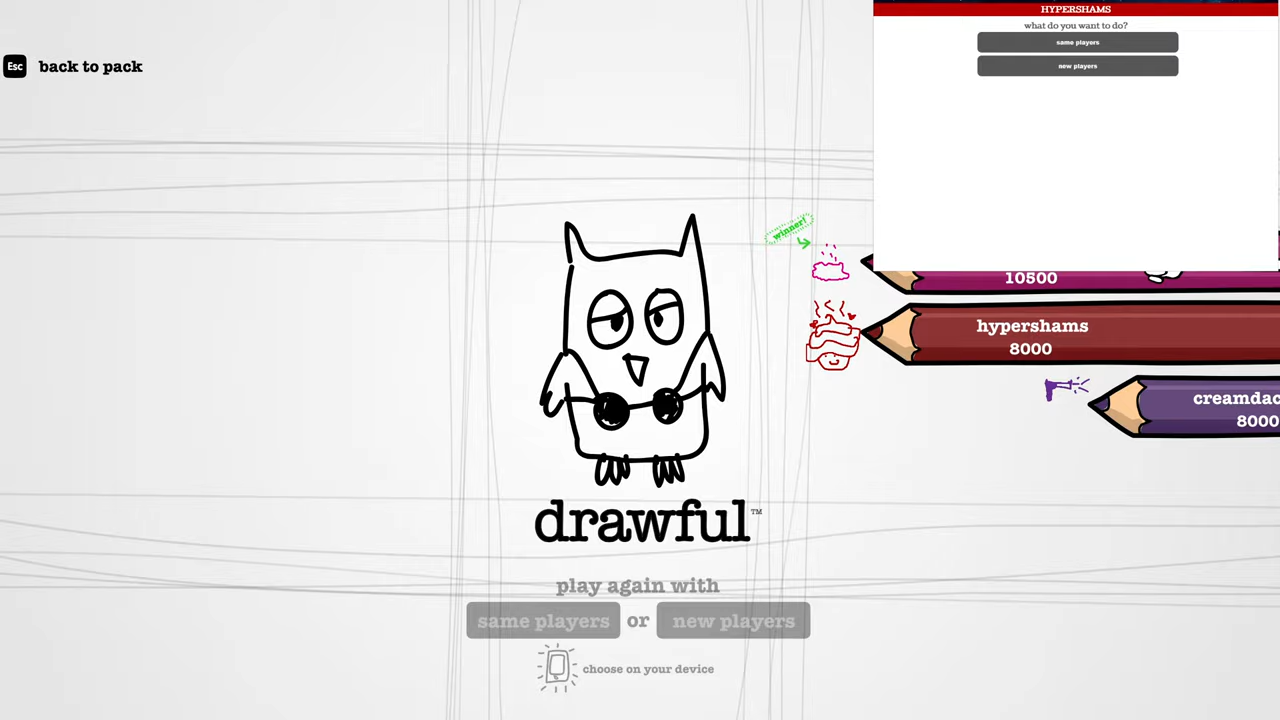 HYPERSHAMS
what do you want to do?
same players
new players
Esc back to pack
winner!
10500
hypershams
8000
creamdac
8000
drawful™
play again with
same players or new players
choose on your device